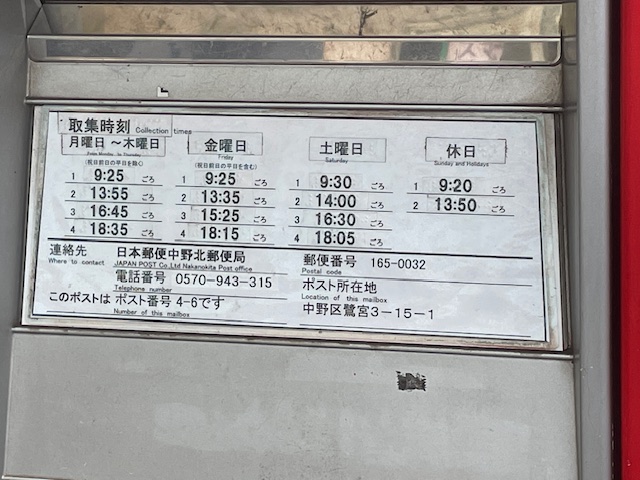 取集時刻 Collection times
月曜日 ～木曜日 金曜日 土曜日 休日
From Monday to Thursday Friday Saturday Sunday and Holidays
(祝日前日の平日を除く) (祝日前日の平日を含む)
1 9:25 ごろ 1 9:25 ごろ 1 9:30 ごろ 1 9:20 ごろ
2 13:55 ごろ 2 13:35 ごろ 2 14:00 ごろ 2 13:50 ごろ
3 16:45 ごろ 3 15:25 ごろ 3 16:30 ごろ
4 18:35 ごろ 4 18:15 ごろ 4 18:05 ごろ
連絡先 日本郵便中野北郵便局 郵便番号 165-0032
Where to contact JAPAN POST Co.,Ltd Nakanokita Post office Postal code
電話番号 0570-943-315 ポスト所在地
Telephone number Location of this mailbox
このポストは ポスト番号 4-6です 中野区鷺宮3-15-1
Number of this mailbox